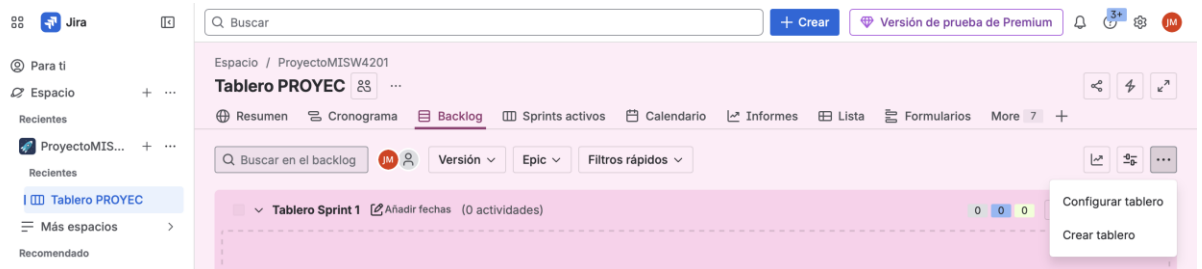 Jira
Buscar
+ Crear
Versión de prueba de Premium
3+
JM
Para ti
Espacio
Recientes
ProyectoMIS...
Recientes
Tablero PROYEC
Más espacios
Recomendado
Espacio / ProyectoMISW4201
Tablero PROYEC
Resumen Cronograma Backlog Sprints activos Calendario Informes Lista Formularios More 7
Buscar en el backlog JM Versión Epic Filtros rápidos
Tablero Sprint 1 Añadir fechas (0 actividades) 0 0 0
Configurar tablero
Crear tablero